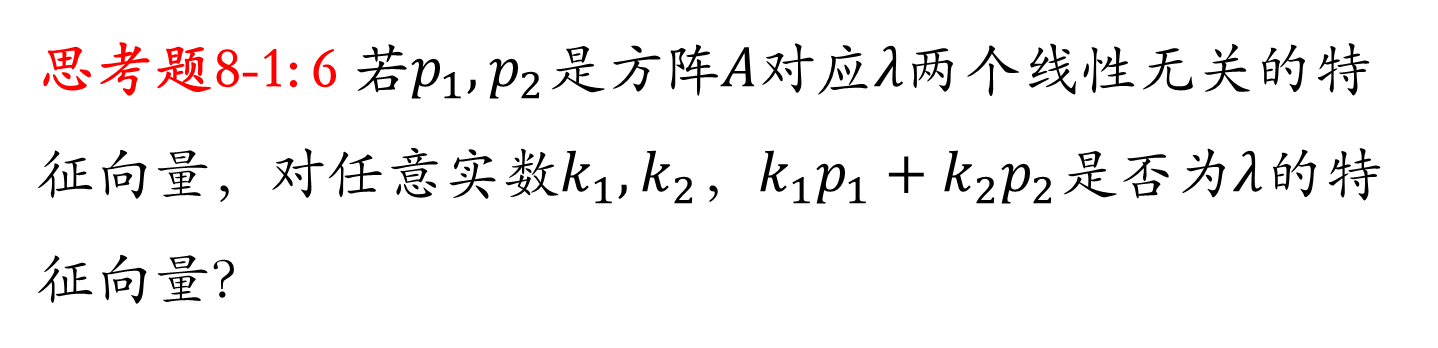 思考题8-1: 6 若𝑝₁, 𝑝₂是方阵𝐴对应𝜆两个线性无关的特
征向量，对任意实数𝑘₁, 𝑘₂，𝑘₁𝑝₁ + 𝑘₂𝑝₂是否为𝜆的特
征向量?